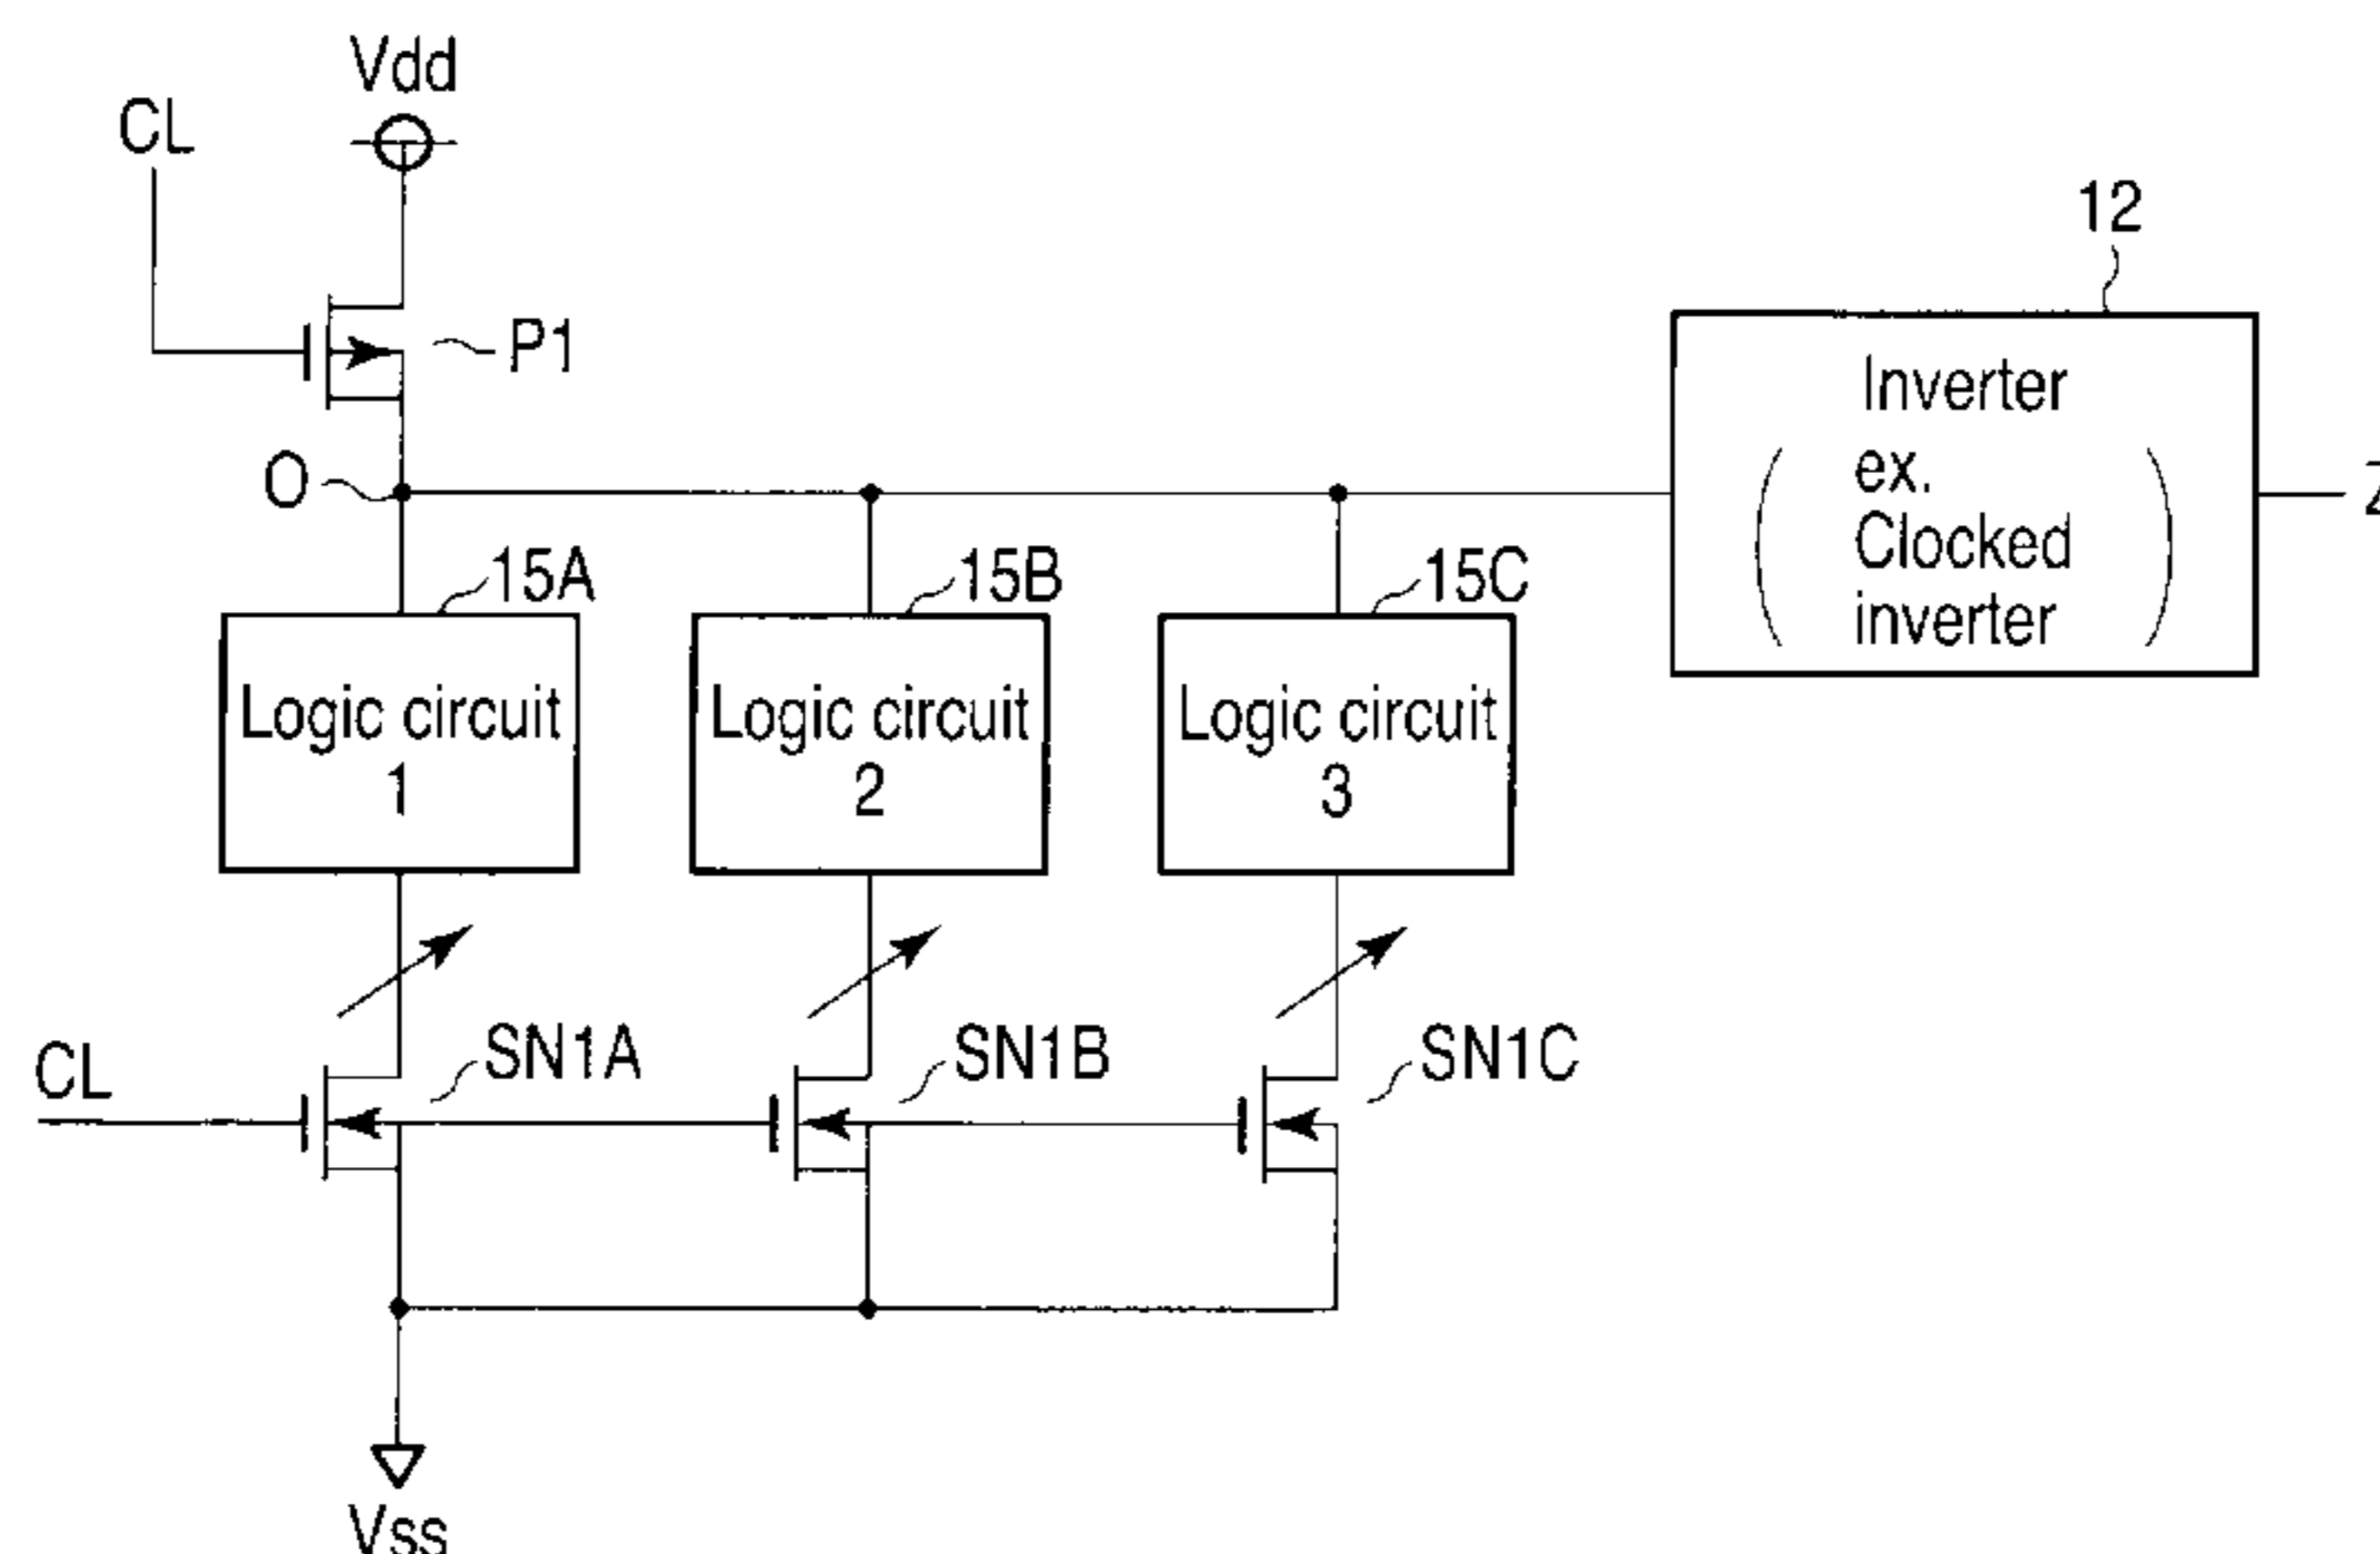 Vdd
CL
12
P1
Inverter
ex.
Clocked
inverter
O
15A
15B
15C
Logic circuit
1
Logic circuit
2
Logic circuit
3
CL
SN1A
SN1B
SN1C
Vss